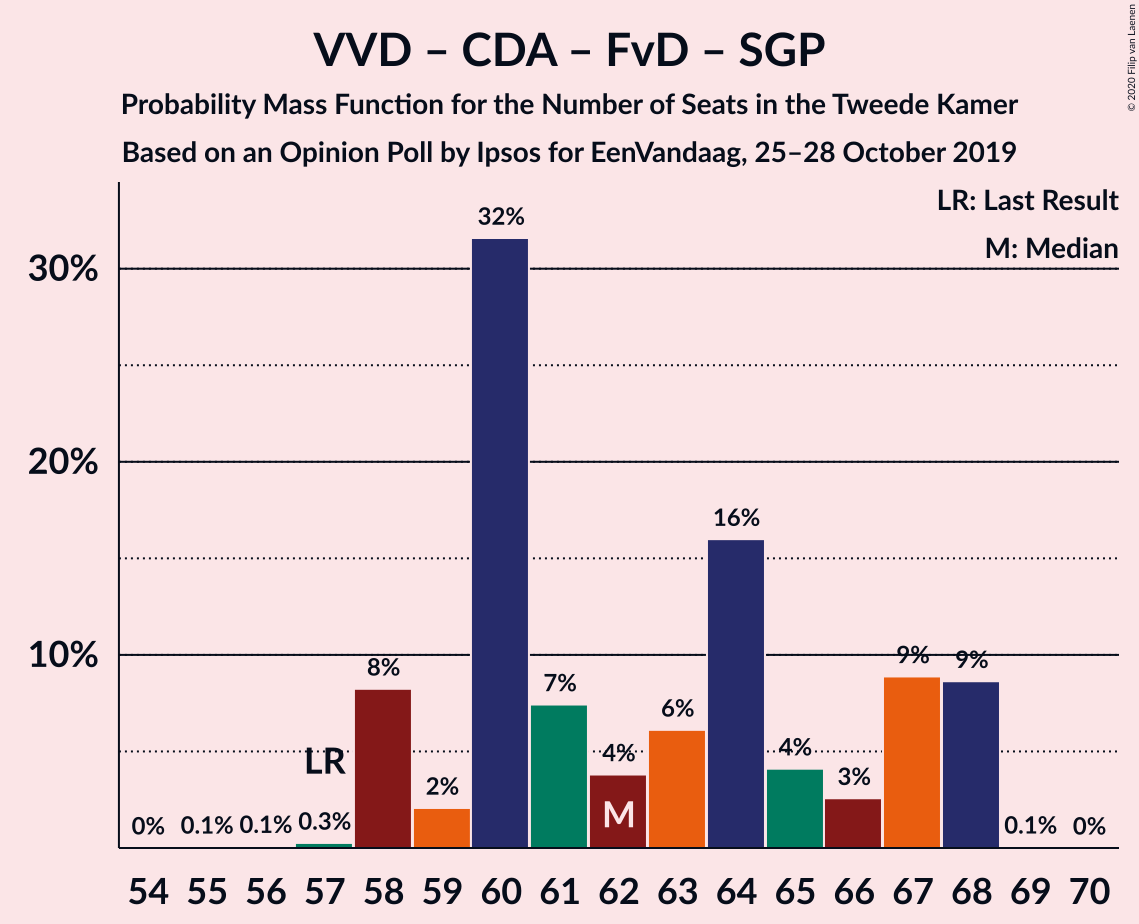 VVD – CDA – FvD – SGP
Probability Mass Function for the Number of Seats in the Tweede Kamer
Based on an Opinion Poll by Ipsos for EenVandaag, 25–28 October 2019
© 2020 Filip van Laenen
LR: Last Result
M: Median
32%
30%
20%
16%
10%
9% 9%
8%
7%
6%
4% 4%
LR
3%
2%
M
0% 0.1% 0.1% 0.3% 0.1% 0%
54 55 56 57 58 59 60 61 62 63 64 65 66 67 68 69 70